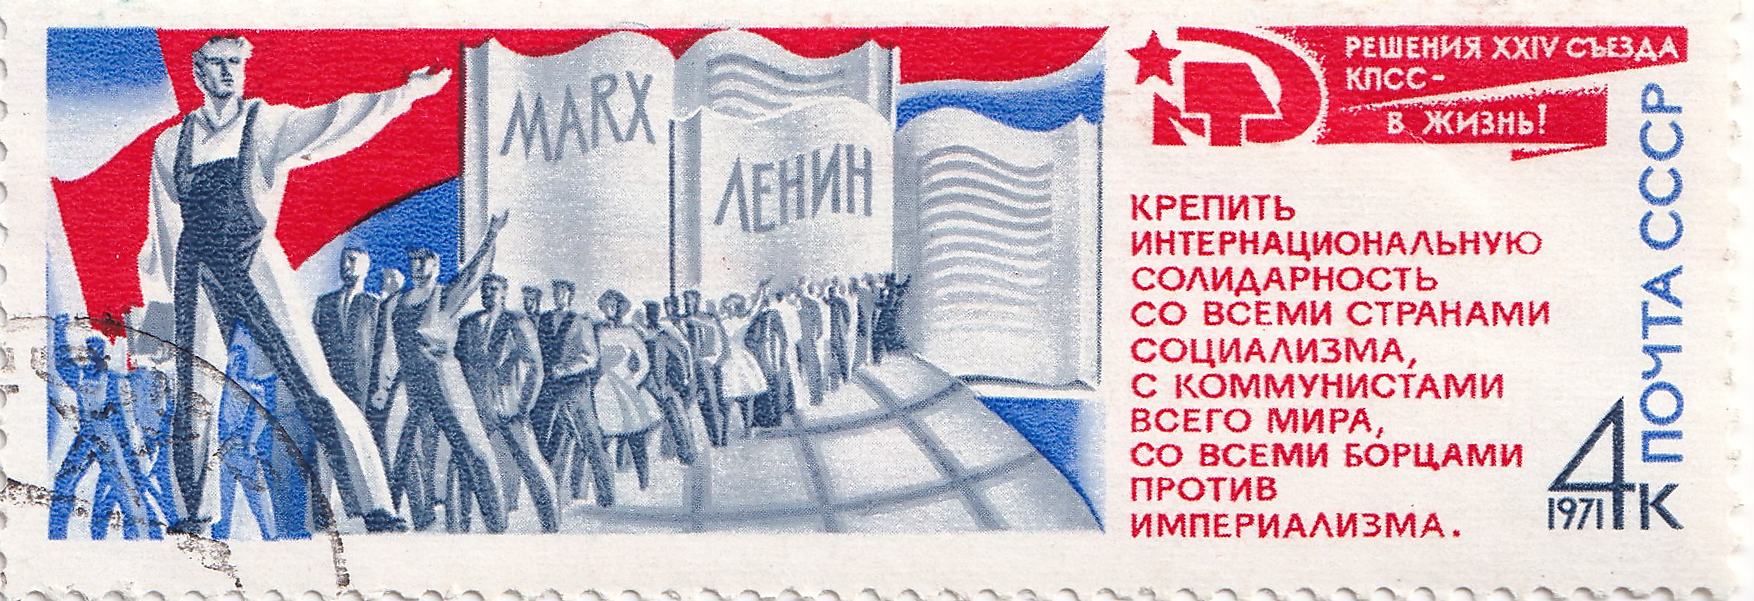 MARX
ЛЕНИН
РЕШЕНИЯ XXIV СЪЕЗДА
КПСС-
В ЖИЗНЬ!
КРЕПИТЬ
ИНТЕРНАЦИОНАЛЬНУЮ
СОЛИДАРНОСТЬ
СО ВСЕМИ СТРАНАМИ
СОЦИАЛИЗМА,
С КОММУНИСТАМИ
ВСЕГО МИРА,
СО ВСЕМИ БОРЦАМИ
ПРОТИВ
ИМПЕРИАЛИЗМА.
ПОЧТА СССР
4К
1971